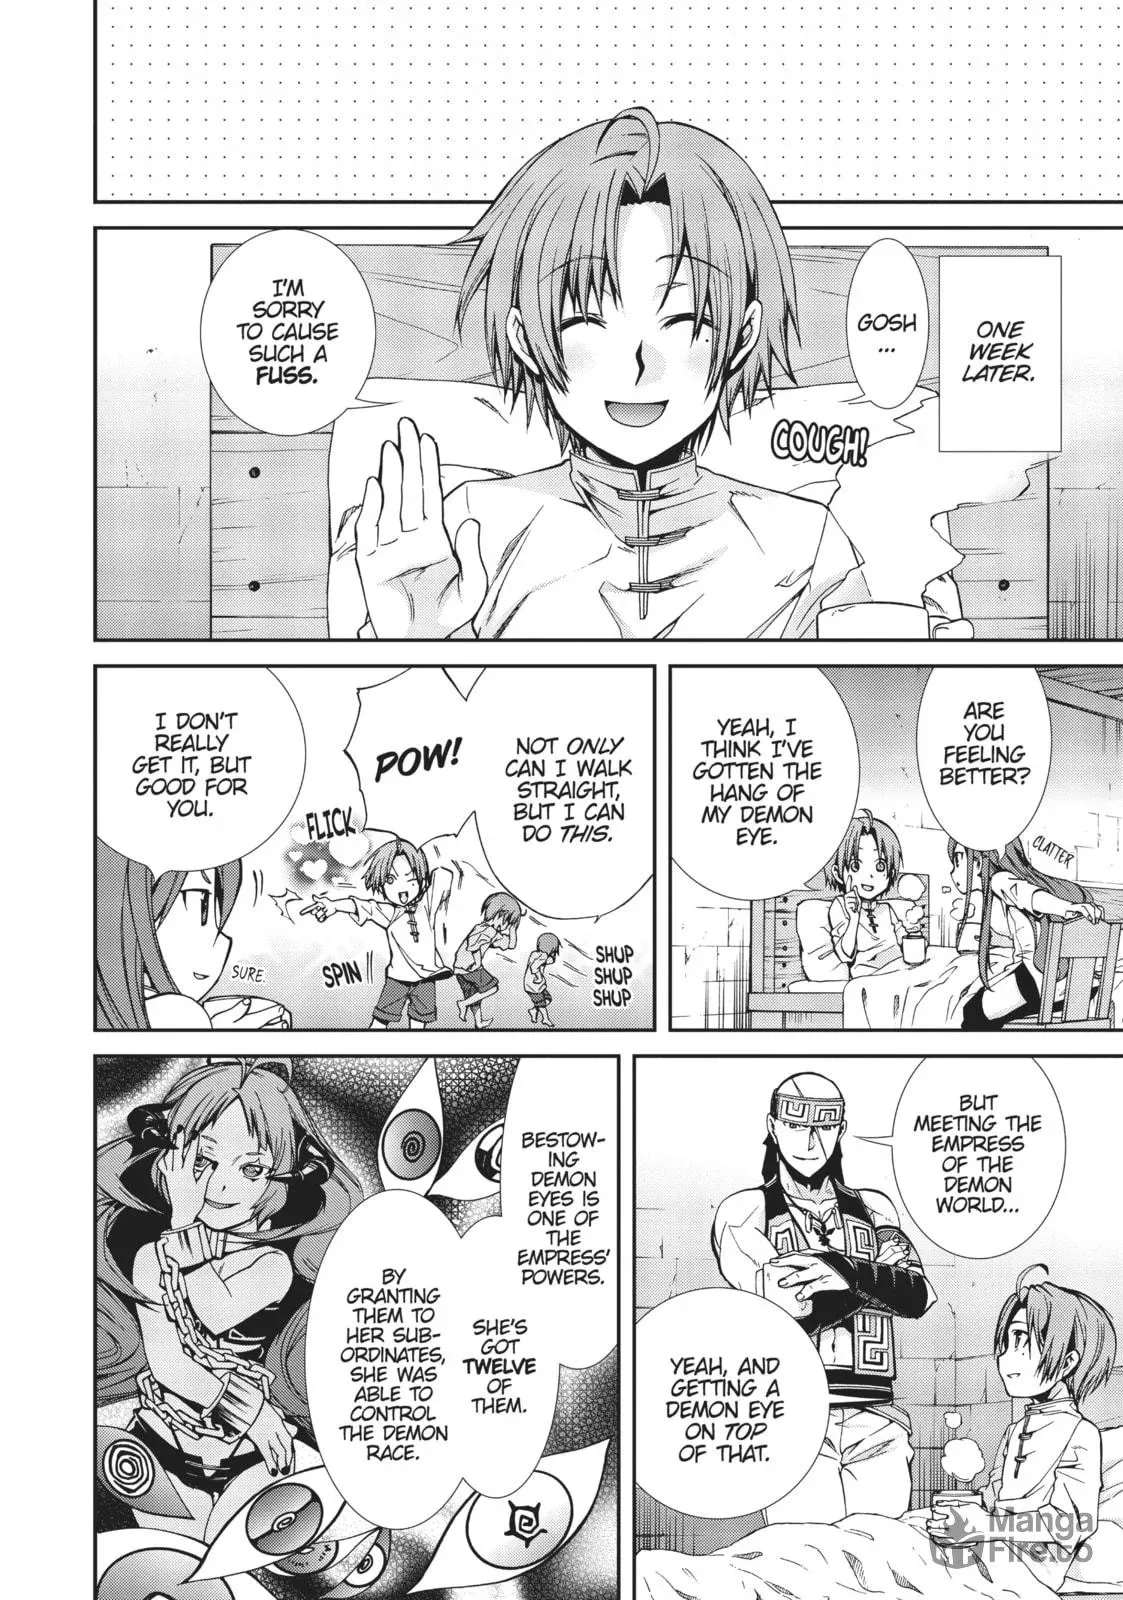 ONE
WEEK
LATER.
GOSH
...
COUGH!
I'M
SORRY
TO CAUSE
SUCH A
FUSS.
ARE
YOU
FEELING
BETTER?
CLATTER
YEAH, I
THINK I'VE
GOTTEN THE
HANG OF
MY DEMON
EYE.
NOT ONLY
CAN I WALK
STRAIGHT,
BUT I CAN
DO THIS.
POW!
FLICK
SPIN
SHUP
SHUP
SHUP
I DON'T
REALLY
GET IT, BUT
GOOD FOR
YOU.
SURE.
BUT
MEETING THE
EMPRESS
OF THE
DEMON
WORLD...
YEAH, AND
GETTING A
DEMON EYE
ON TOP
OF THAT.
BESTOW-
ING
DEMON
EYES IS
ONE OF
THE
EMPRESS'
POWERS.
SHE'S
GOT
TWELVE
OF
THEM.
BY
GRANTING
THEM TO
HER SUB-
ORDINATES,
SHE WAS
ABLE TO
CONTROL
THE DEMON
RACE.
Manga
Fire.co